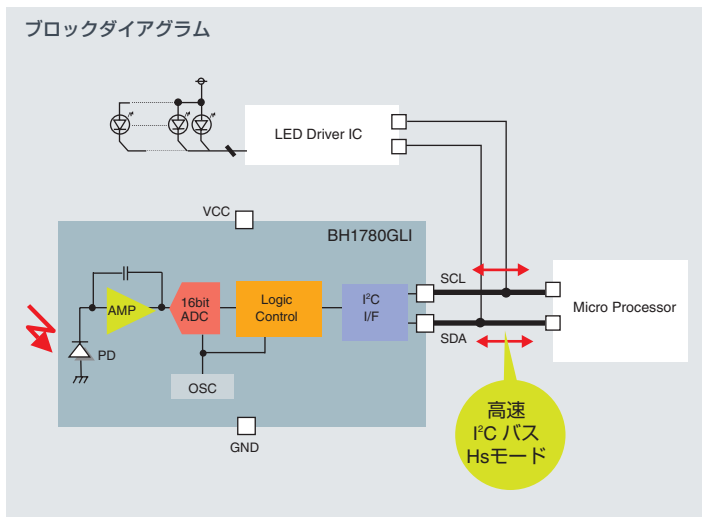 ブロックダイアグラム
LED Driver IC
VCC
BH1780GLI
SCL
AMP
16bit
ADC
Logic
Control
I²C
I/F
Micro Processor
PD
SDA
OSC
GND
高速
I²C バス
Hsモード